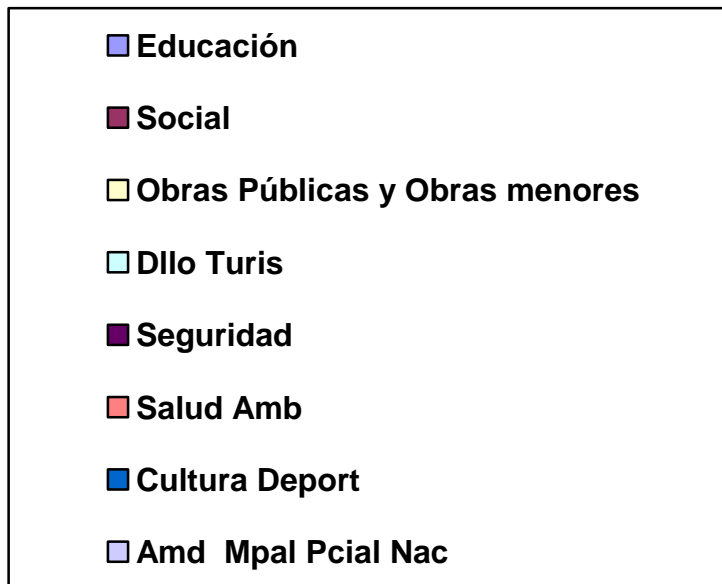 Educación
Social
Obras Públicas y Obras menores
Dllo Turis
Seguridad
Salud Amb
Cultura Deport
Amd  Mpal Pcial Nac